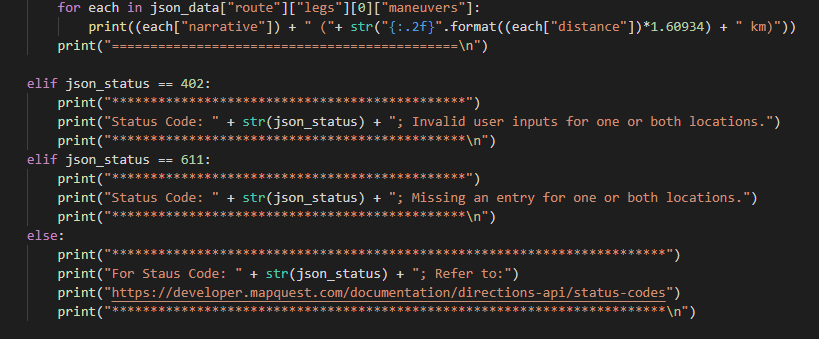 for each in json_data["route"]["legs"][0]["maneuvers"]:
print((each["narrative"]) + " ("+ str("{:.2f}".format((each["distance"])*1.60934) + " km)"))
print("=============================================\n")
elif json_status == 402:
print("**********************************************")
print("Status Code: " + str(json_status) + "; Invalid user inputs for one or both locations.")
print("**********************************************\n")
elif json_status == 611:
print("**********************************************")
print("Status Code: " + str(json_status) + "; Missing an entry for one or both locations.")
print("**********************************************\n")
else:
print("************************************************************************")
print("For Staus Code: " + str(json_status) + "; Refer to:")
print("https://developer.mapquest.com/documentation/directions-api/status-codes")
print("************************************************************************\n")